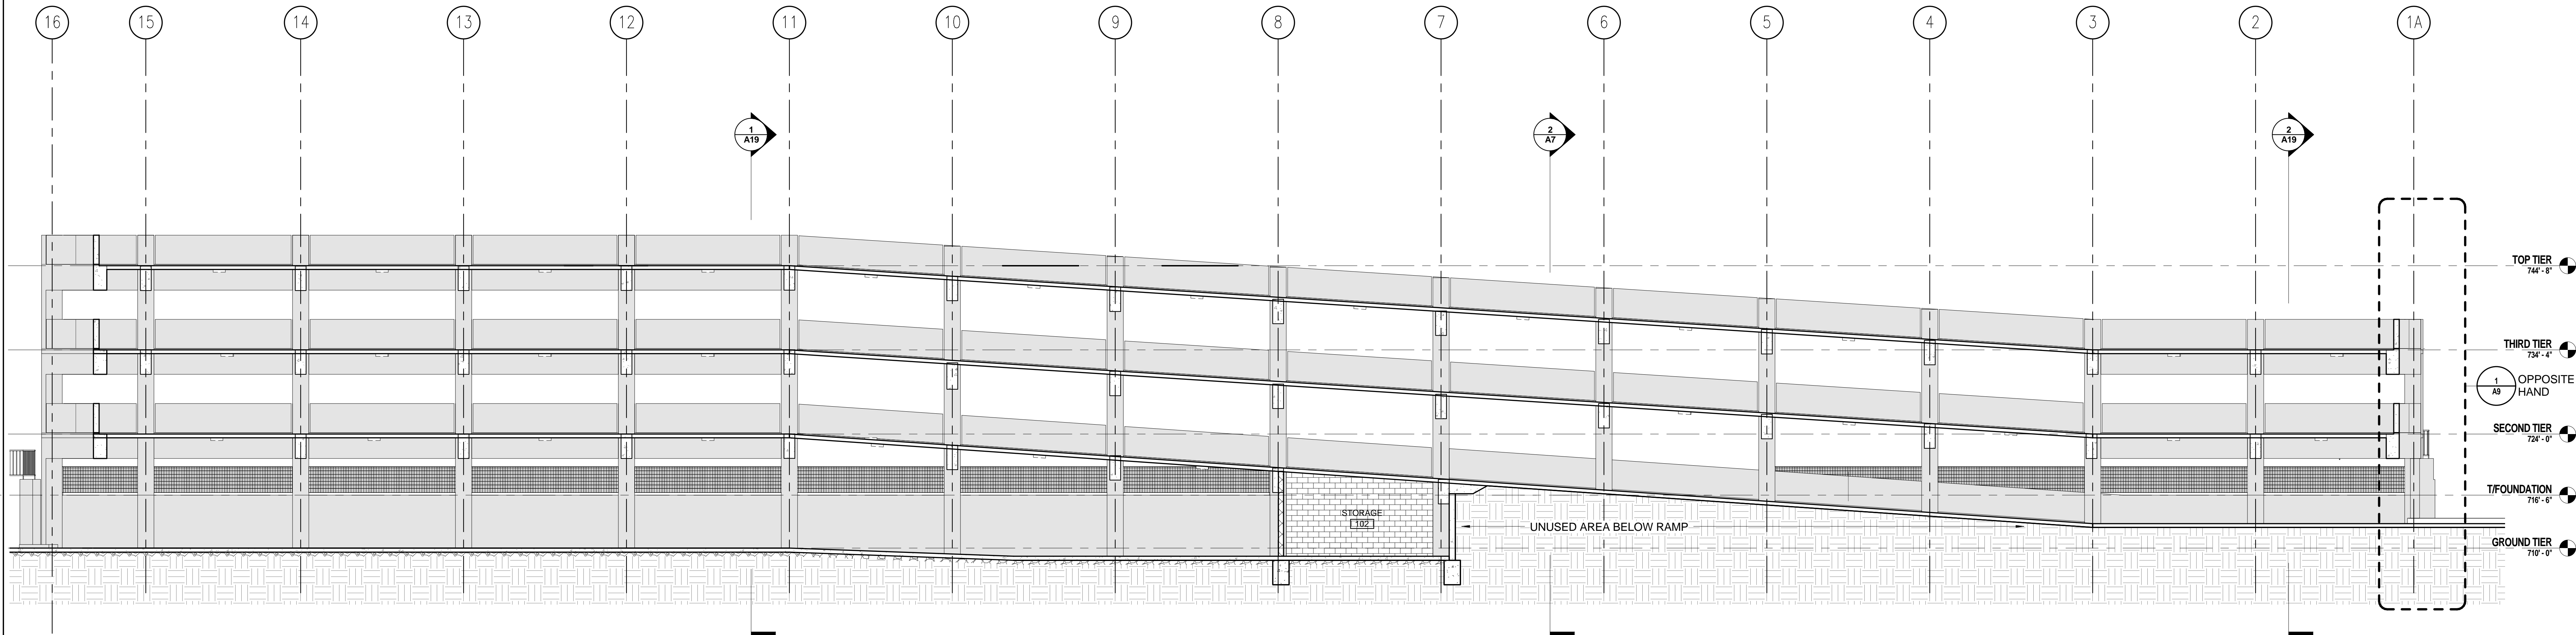 16 15 14 13 12 11 10 9 8 7 6 5 4 3 2 1A
1
A19
2
A7
2
A19
TOP TIER
744' - 8"
THIRD TIER
734' - 4"
1
A9
OPPOSITE
HAND
SECOND TIER
724' - 0"
T/FOUNDATION
716' - 6"
STORAGE
102
UNUSED AREA BELOW RAMP
GROUND TIER
710' - 0"